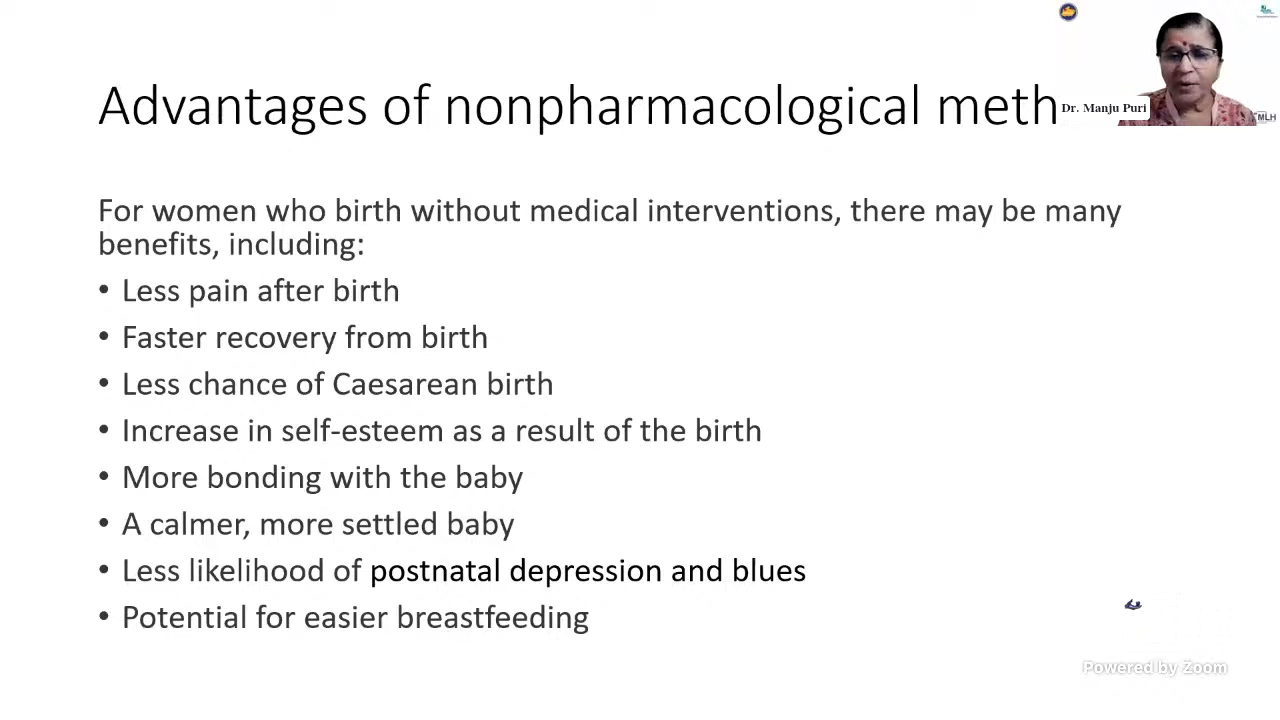 Advantages of nonpharmacological meth
Dr. Manju Puri
MLH
For women who birth without medical interventions, there may be many
benefits, including:
• Less pain after birth
• Faster recovery from birth
• Less chance of Caesarean birth
• Increase in self-esteem as a result of the birth
• More bonding with the baby
• A calmer, more settled baby
• Less likelihood of postnatal depression and blues
• Potential for easier breastfeeding
Powered by Zoom